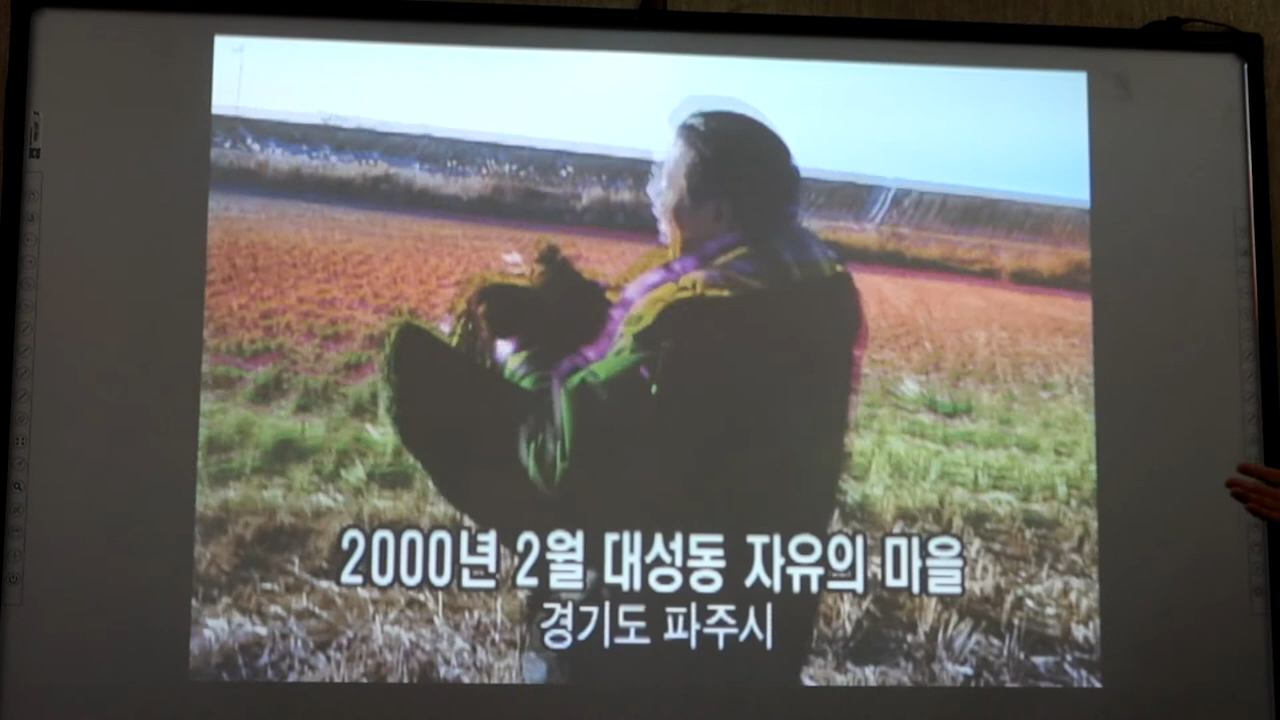 2000년 2월 대성동 자유의 마을
경기도 파주시